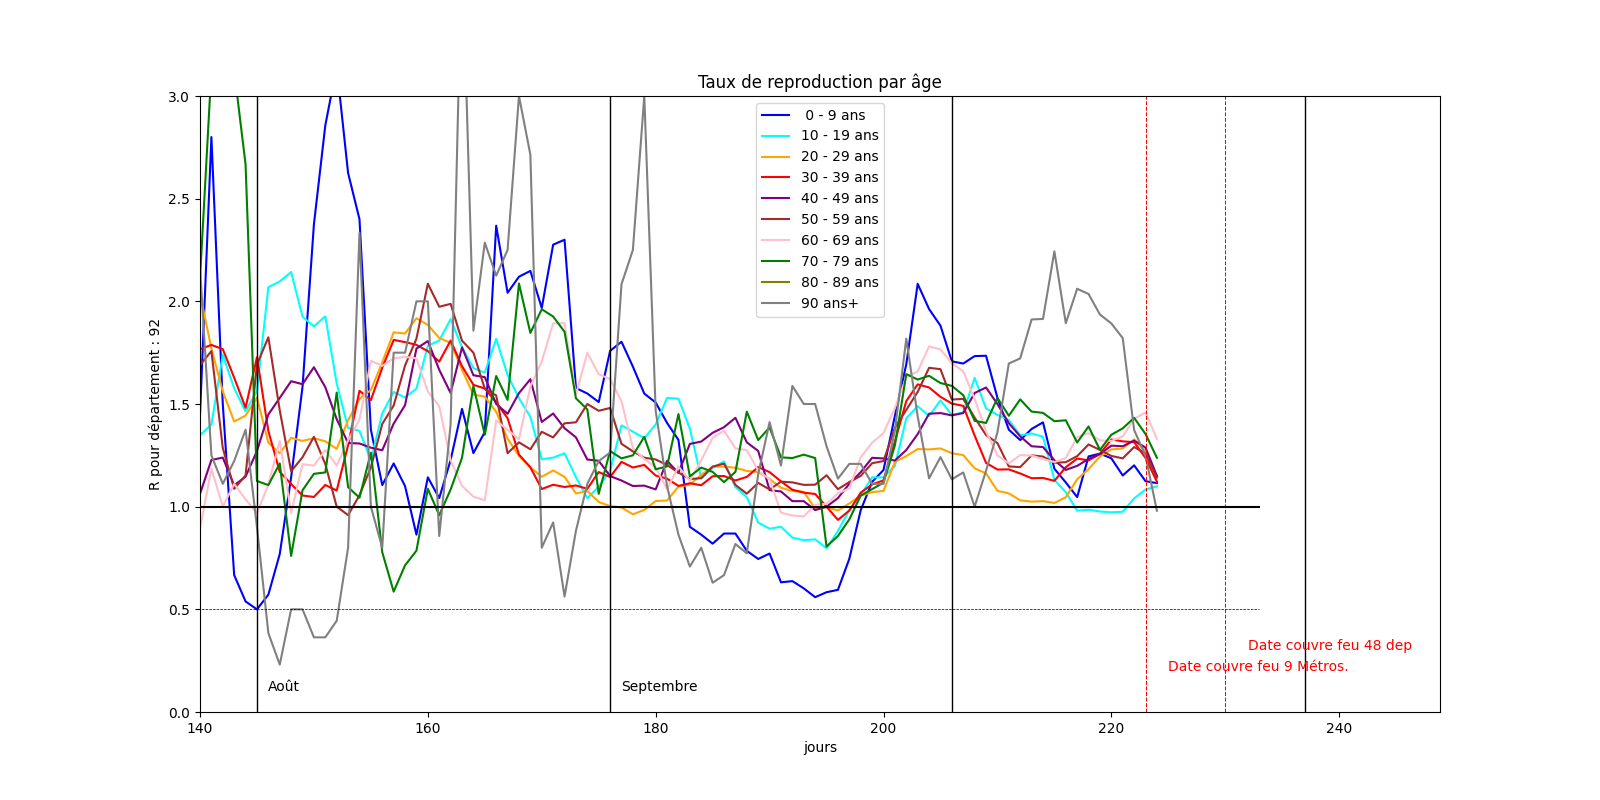 Taux de reproduction par âge
R pour département : 92
3.0
2.5
2.0
1.5
1.0
0.5
0.0
0 - 9 ans
10 - 19 ans
20 - 29 ans
30 - 39 ans
40 - 49 ans
50 - 59 ans
60 - 69 ans
70 - 79 ans
80 - 89 ans
90 ans+
Date couvre feu 48 dep
Date couvre feu 9 Métros.
Août
Septembre
140
160
180
200
220
240
jours